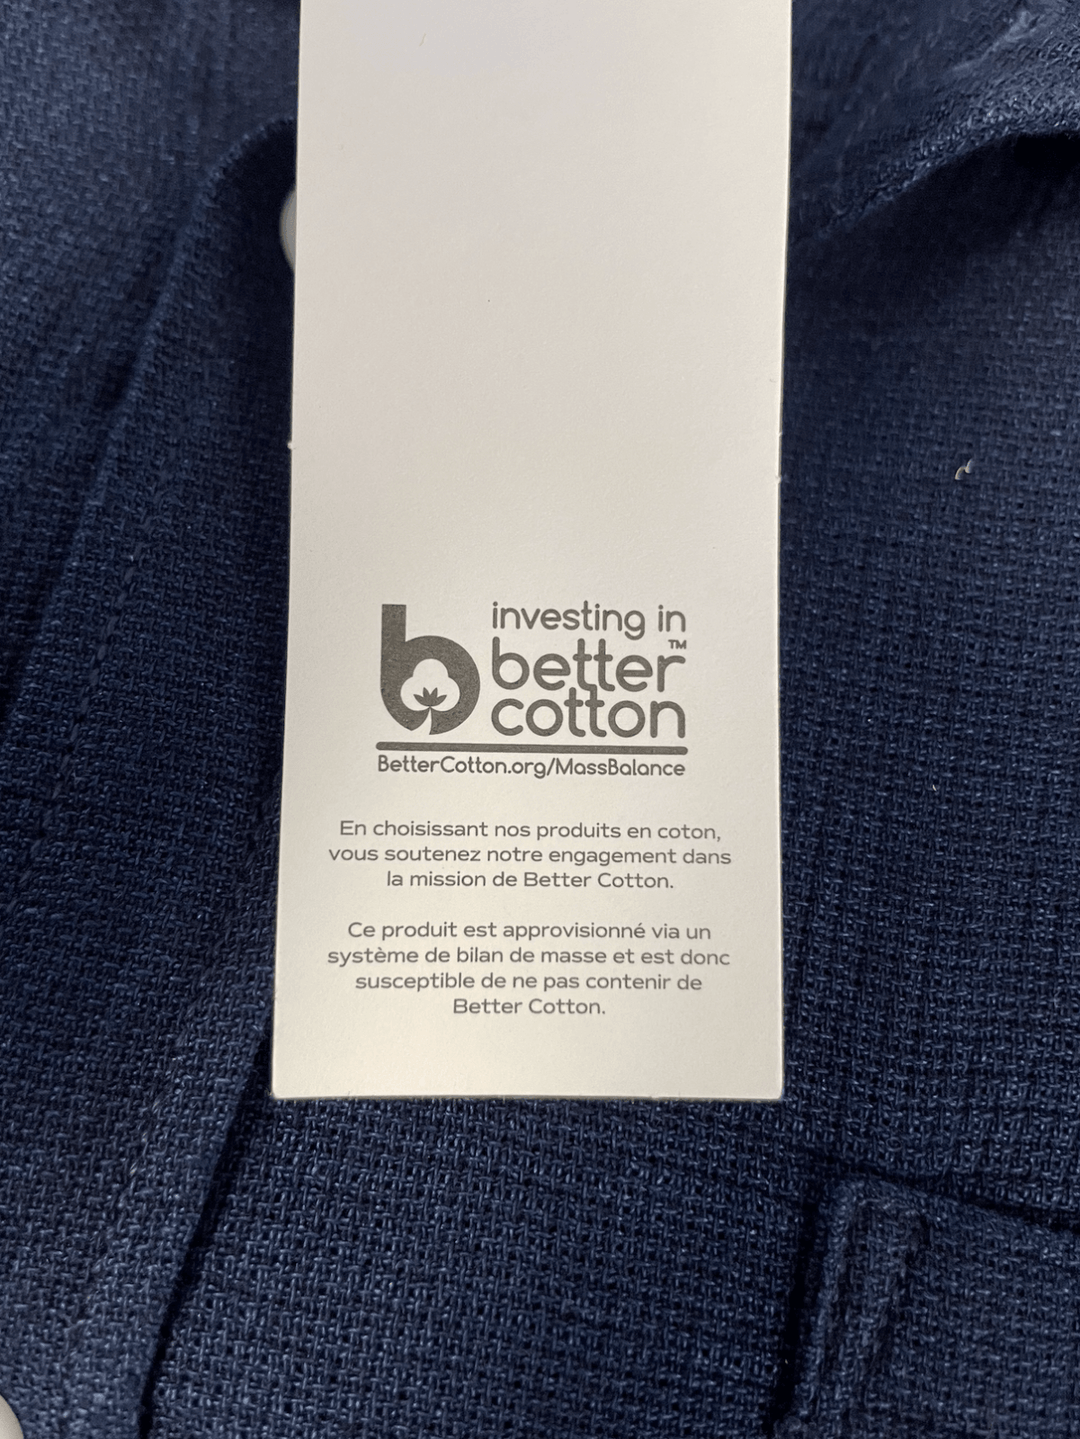 investing in
better™
cotton
BetterCotton.org/MassBalance
En choisissant nos produits en coton,
vous soutenez notre engagement dans
la mission de Better Cotton.
Ce produit est approvisionné via un
système de bilan de masse et est donc
susceptible de ne pas contenir de
Better Cotton.